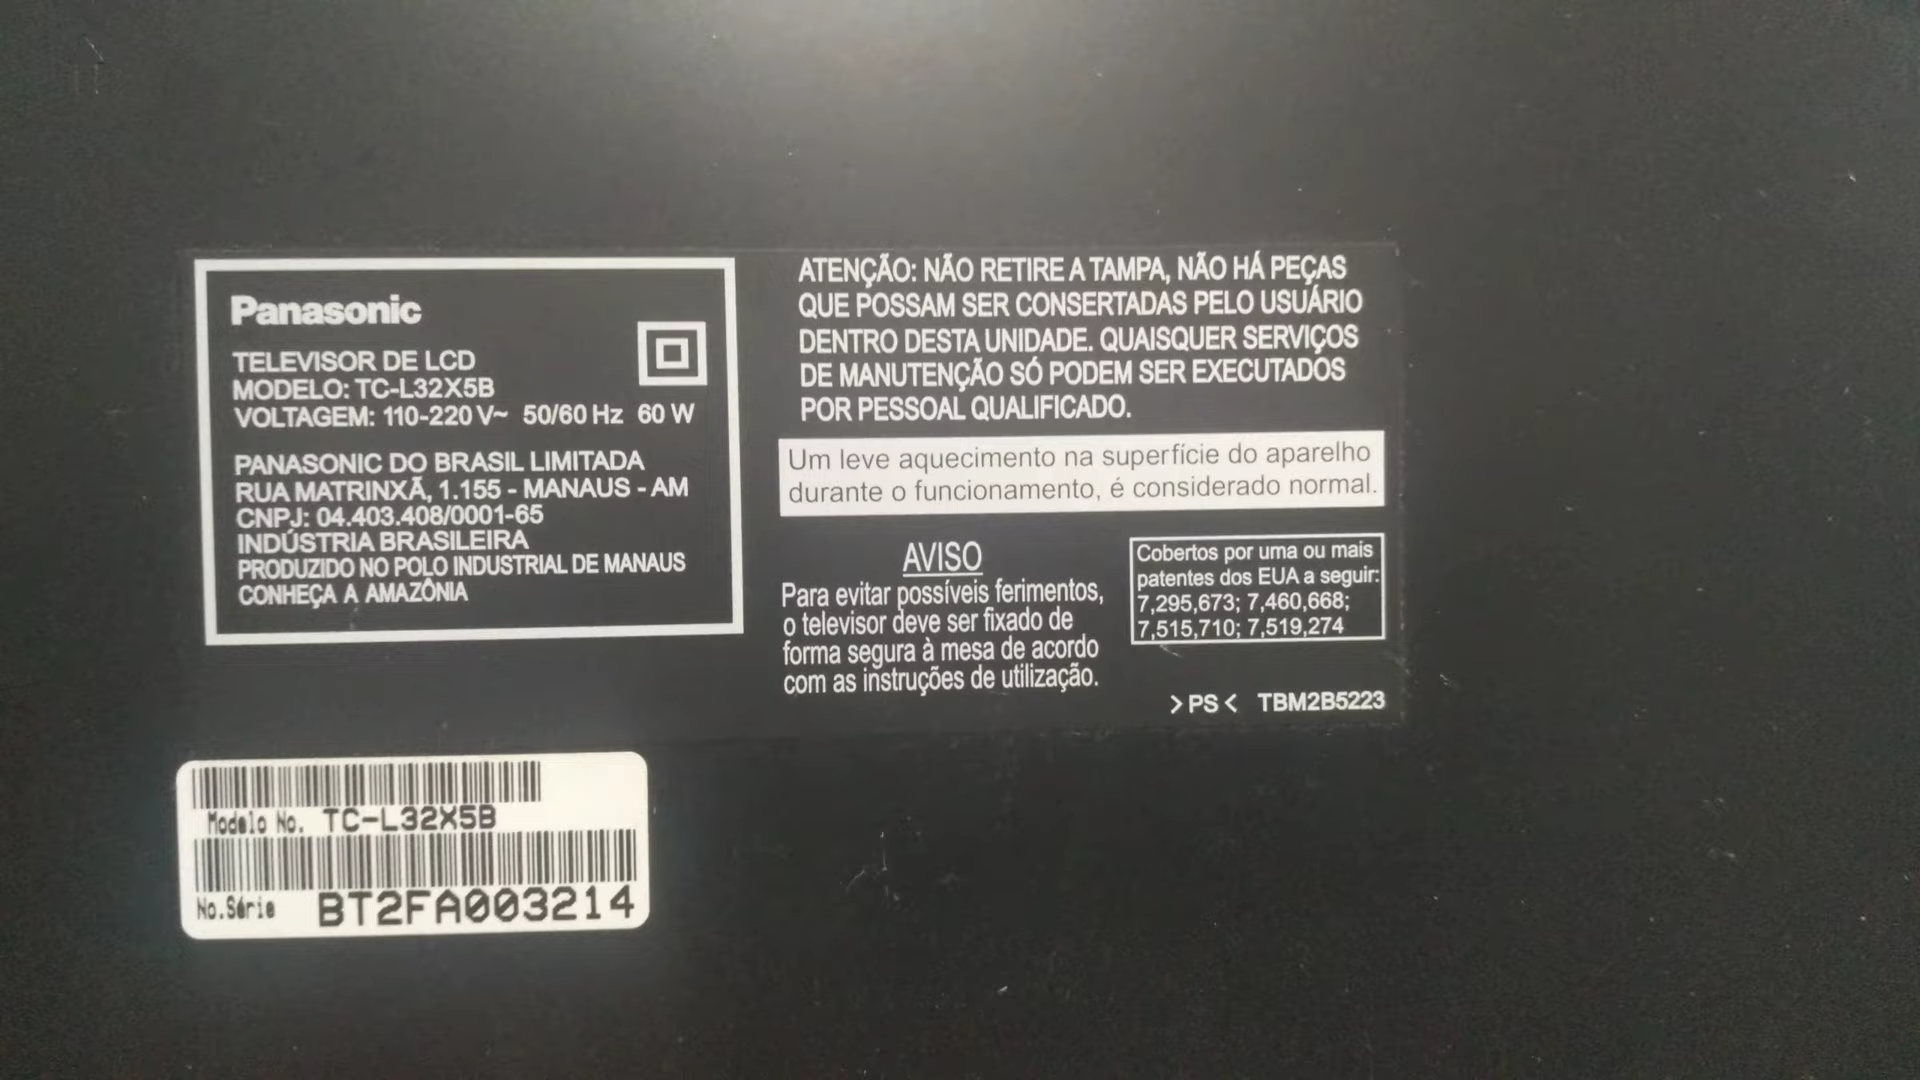 Panasonic
TELEVISOR DE LCD
MODELO: TC-L32X5B
VOLTAGEM: 110-220 V~ 50/60 Hz 60 W
PANASONIC DO BRASIL LIMITADA
RUA MATRINXÃ, 1.155 - MANAUS - AM
CNPJ: 04.403.408/0001-65
INDÚSTRIA BRASILEIRA
PRODUZIDO NO POLO INDUSTRIAL DE MANAUS
CONHEÇA A AMAZÔNIA
ATENÇÃO: NÃO RETIRE A TAMPA, NÃO HÁ PEÇAS
QUE POSSAM SER CONSERTADAS PELO USUÁRIO
DENTRO DESTA UNIDADE. QUAISQUER SERVIÇOS
DE MANUTENÇÃO SÓ PODEM SER EXECUTADOS
POR PESSOAL QUALIFICADO.
Um leve aquecimento na superfície do aparelho
durante o funcionamento, é considerado normal.
AVISO
Para evitar possíveis ferimentos,
o televisor deve ser fixado de
forma segura à mesa de acordo
com as instruções de utilização.
Cobertos por uma ou mais
patentes dos EUA a seguir:
7,295,673; 7,460,668;
7,515,710; 7,519,274
>PS< TBM2B5223
Modelo No. TC-L32X5B
No.Série BT2FA003214